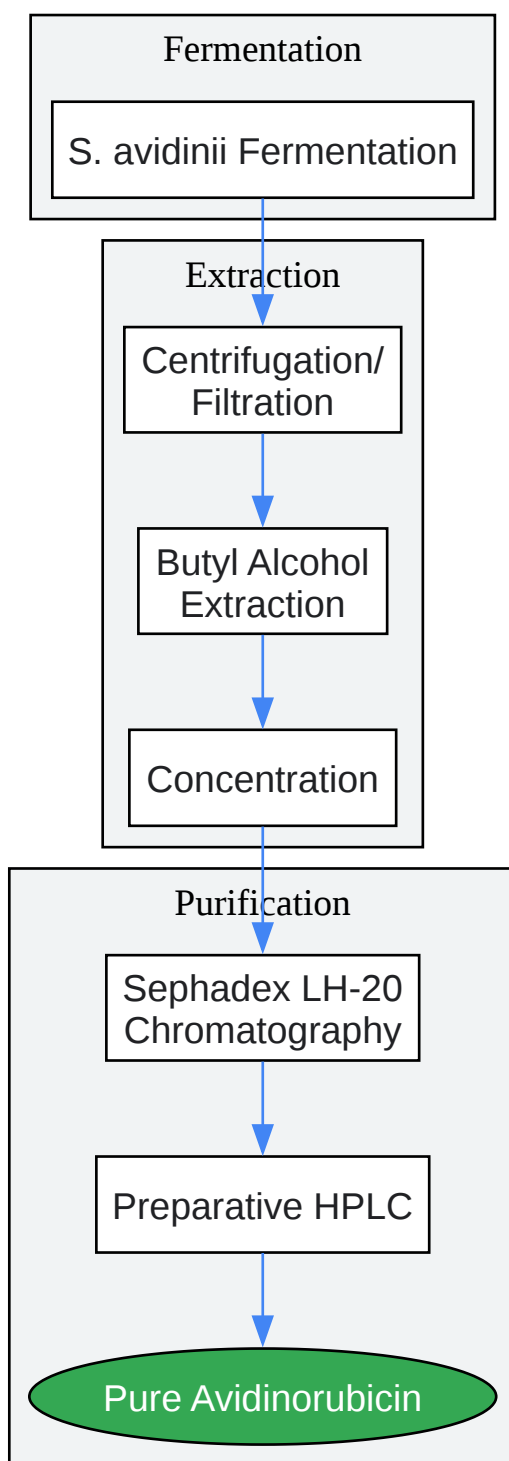 Fermentation
S. avidinii Fermentation
Extraction
Centrifugation/
Filtration
Butyl Alcohol
Extraction
Concentration
Purification
Sephadex LH-20
Chromatography
Preparative HPLC
Pure Avidinorubicin